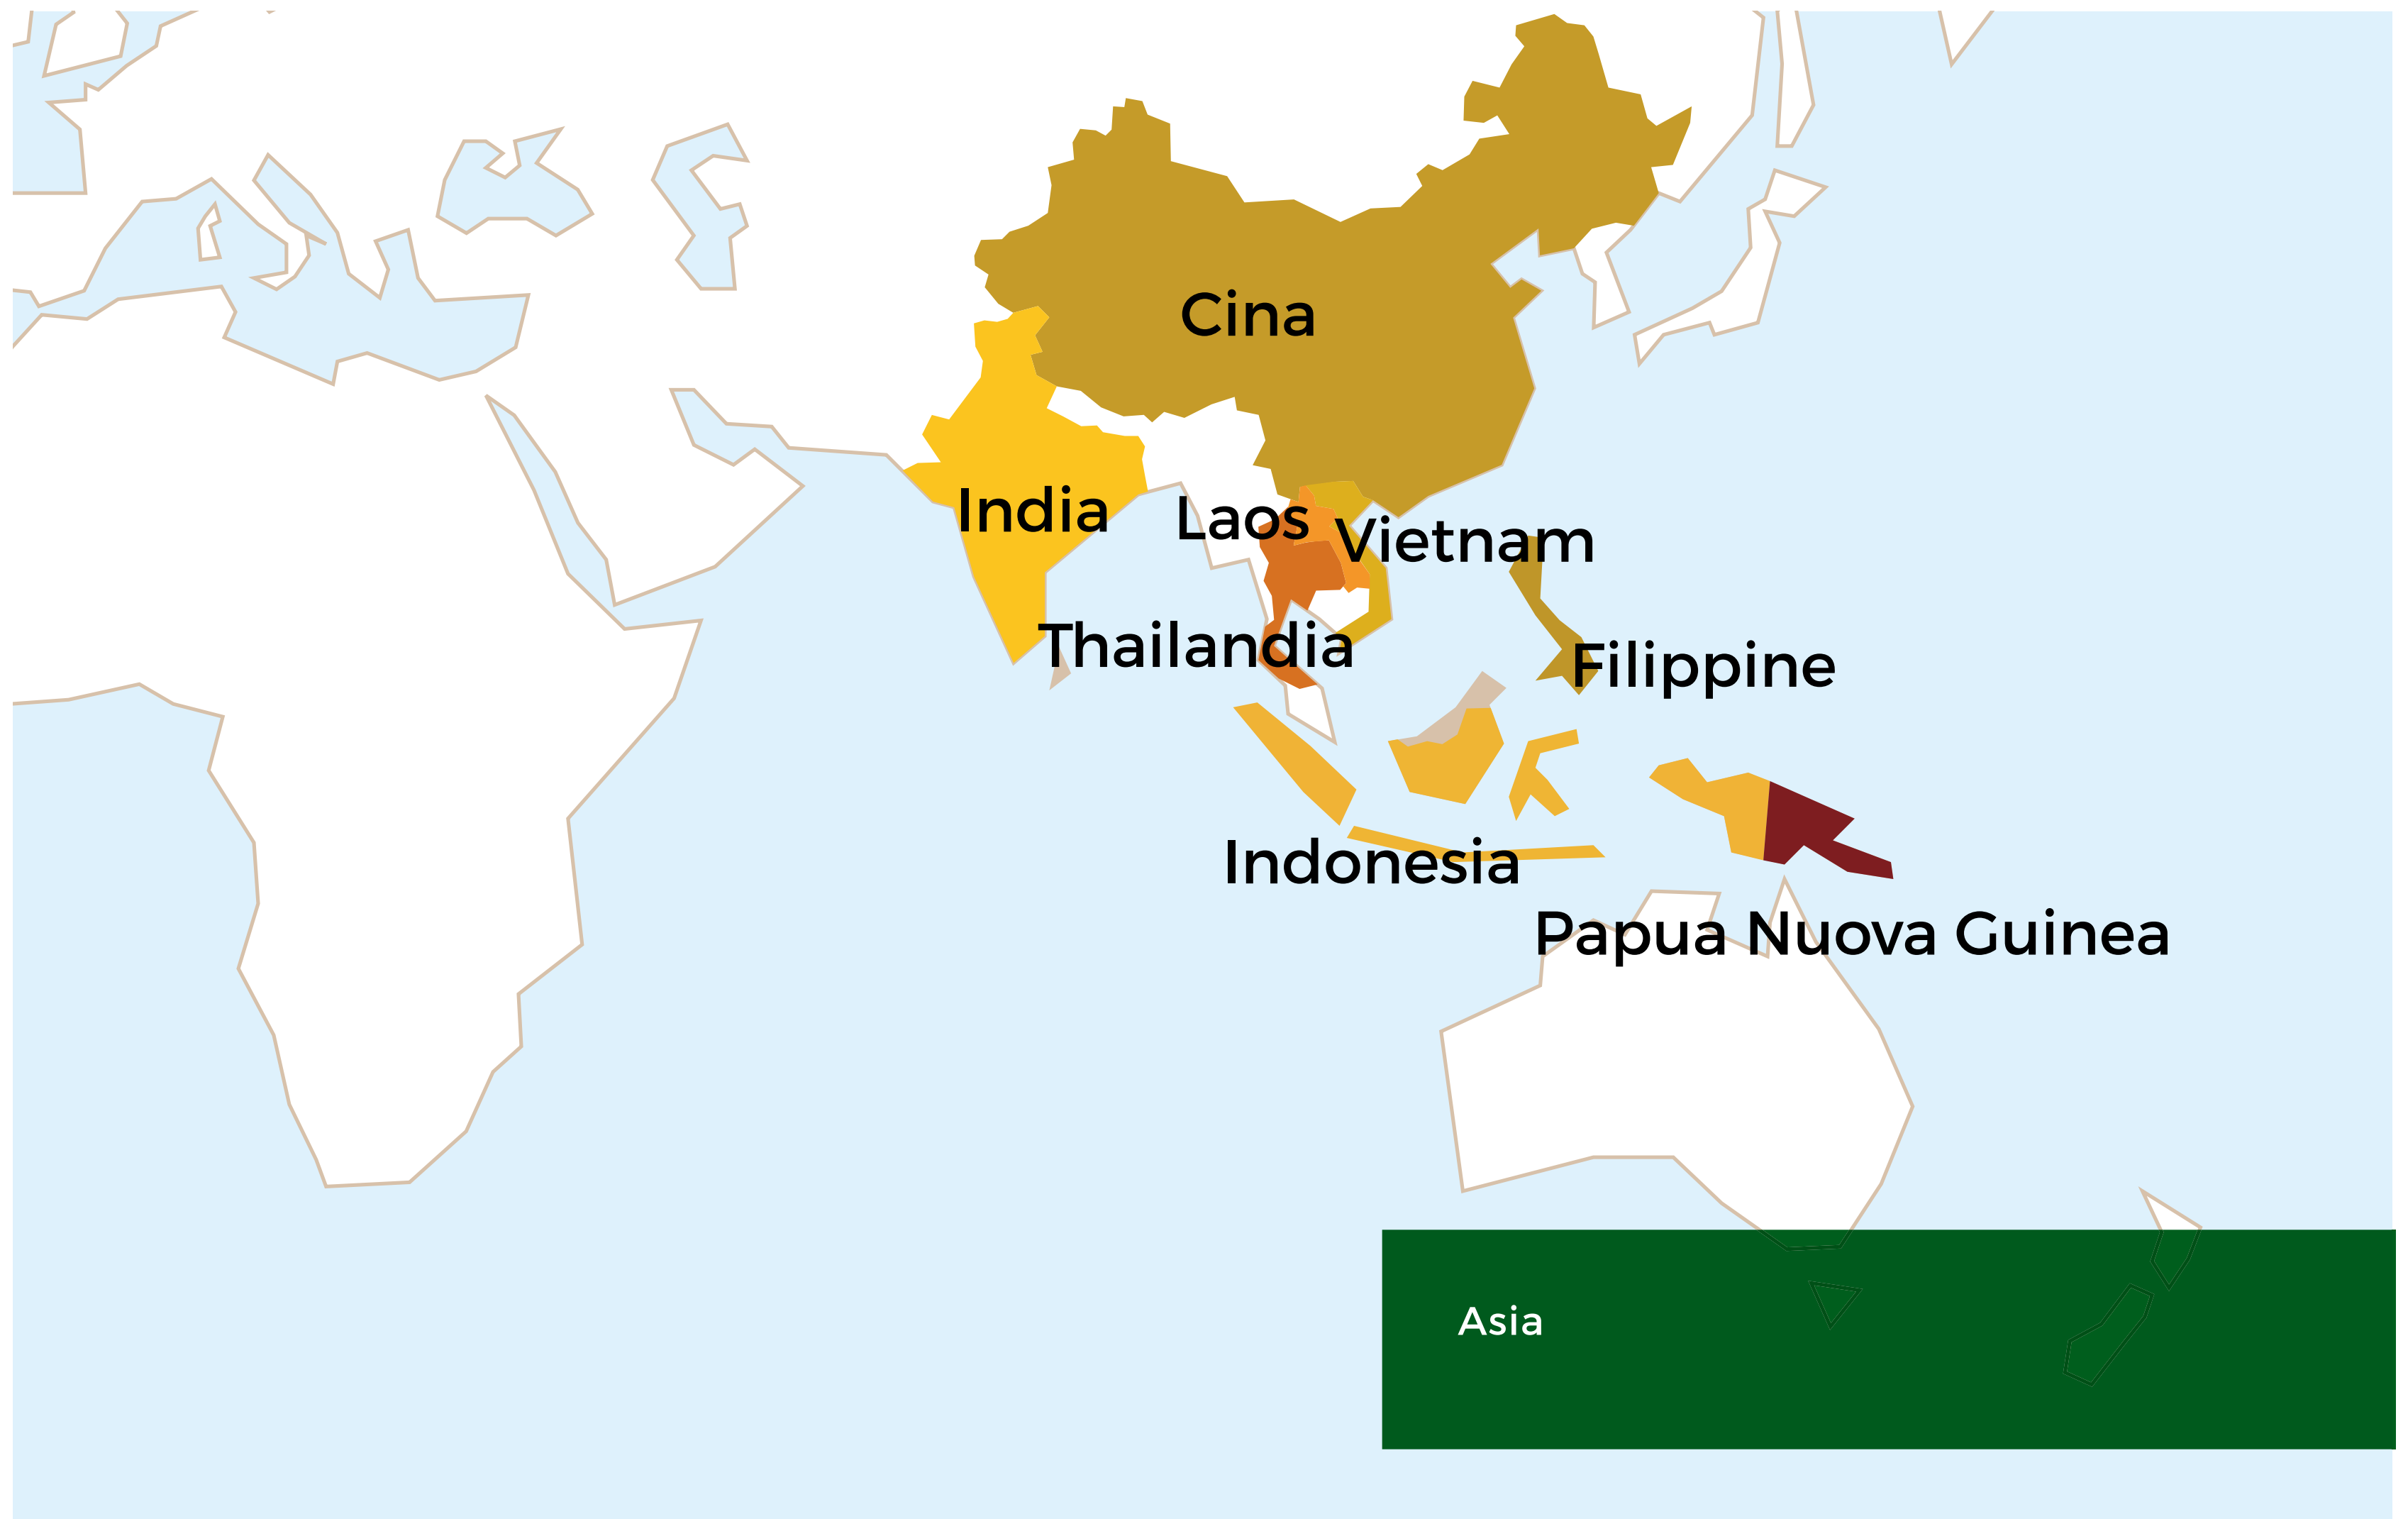 Cina
India
Laos
Vietnam
Thailandia
Filippine
Indonesia
Papua Nuova Guinea
Asia